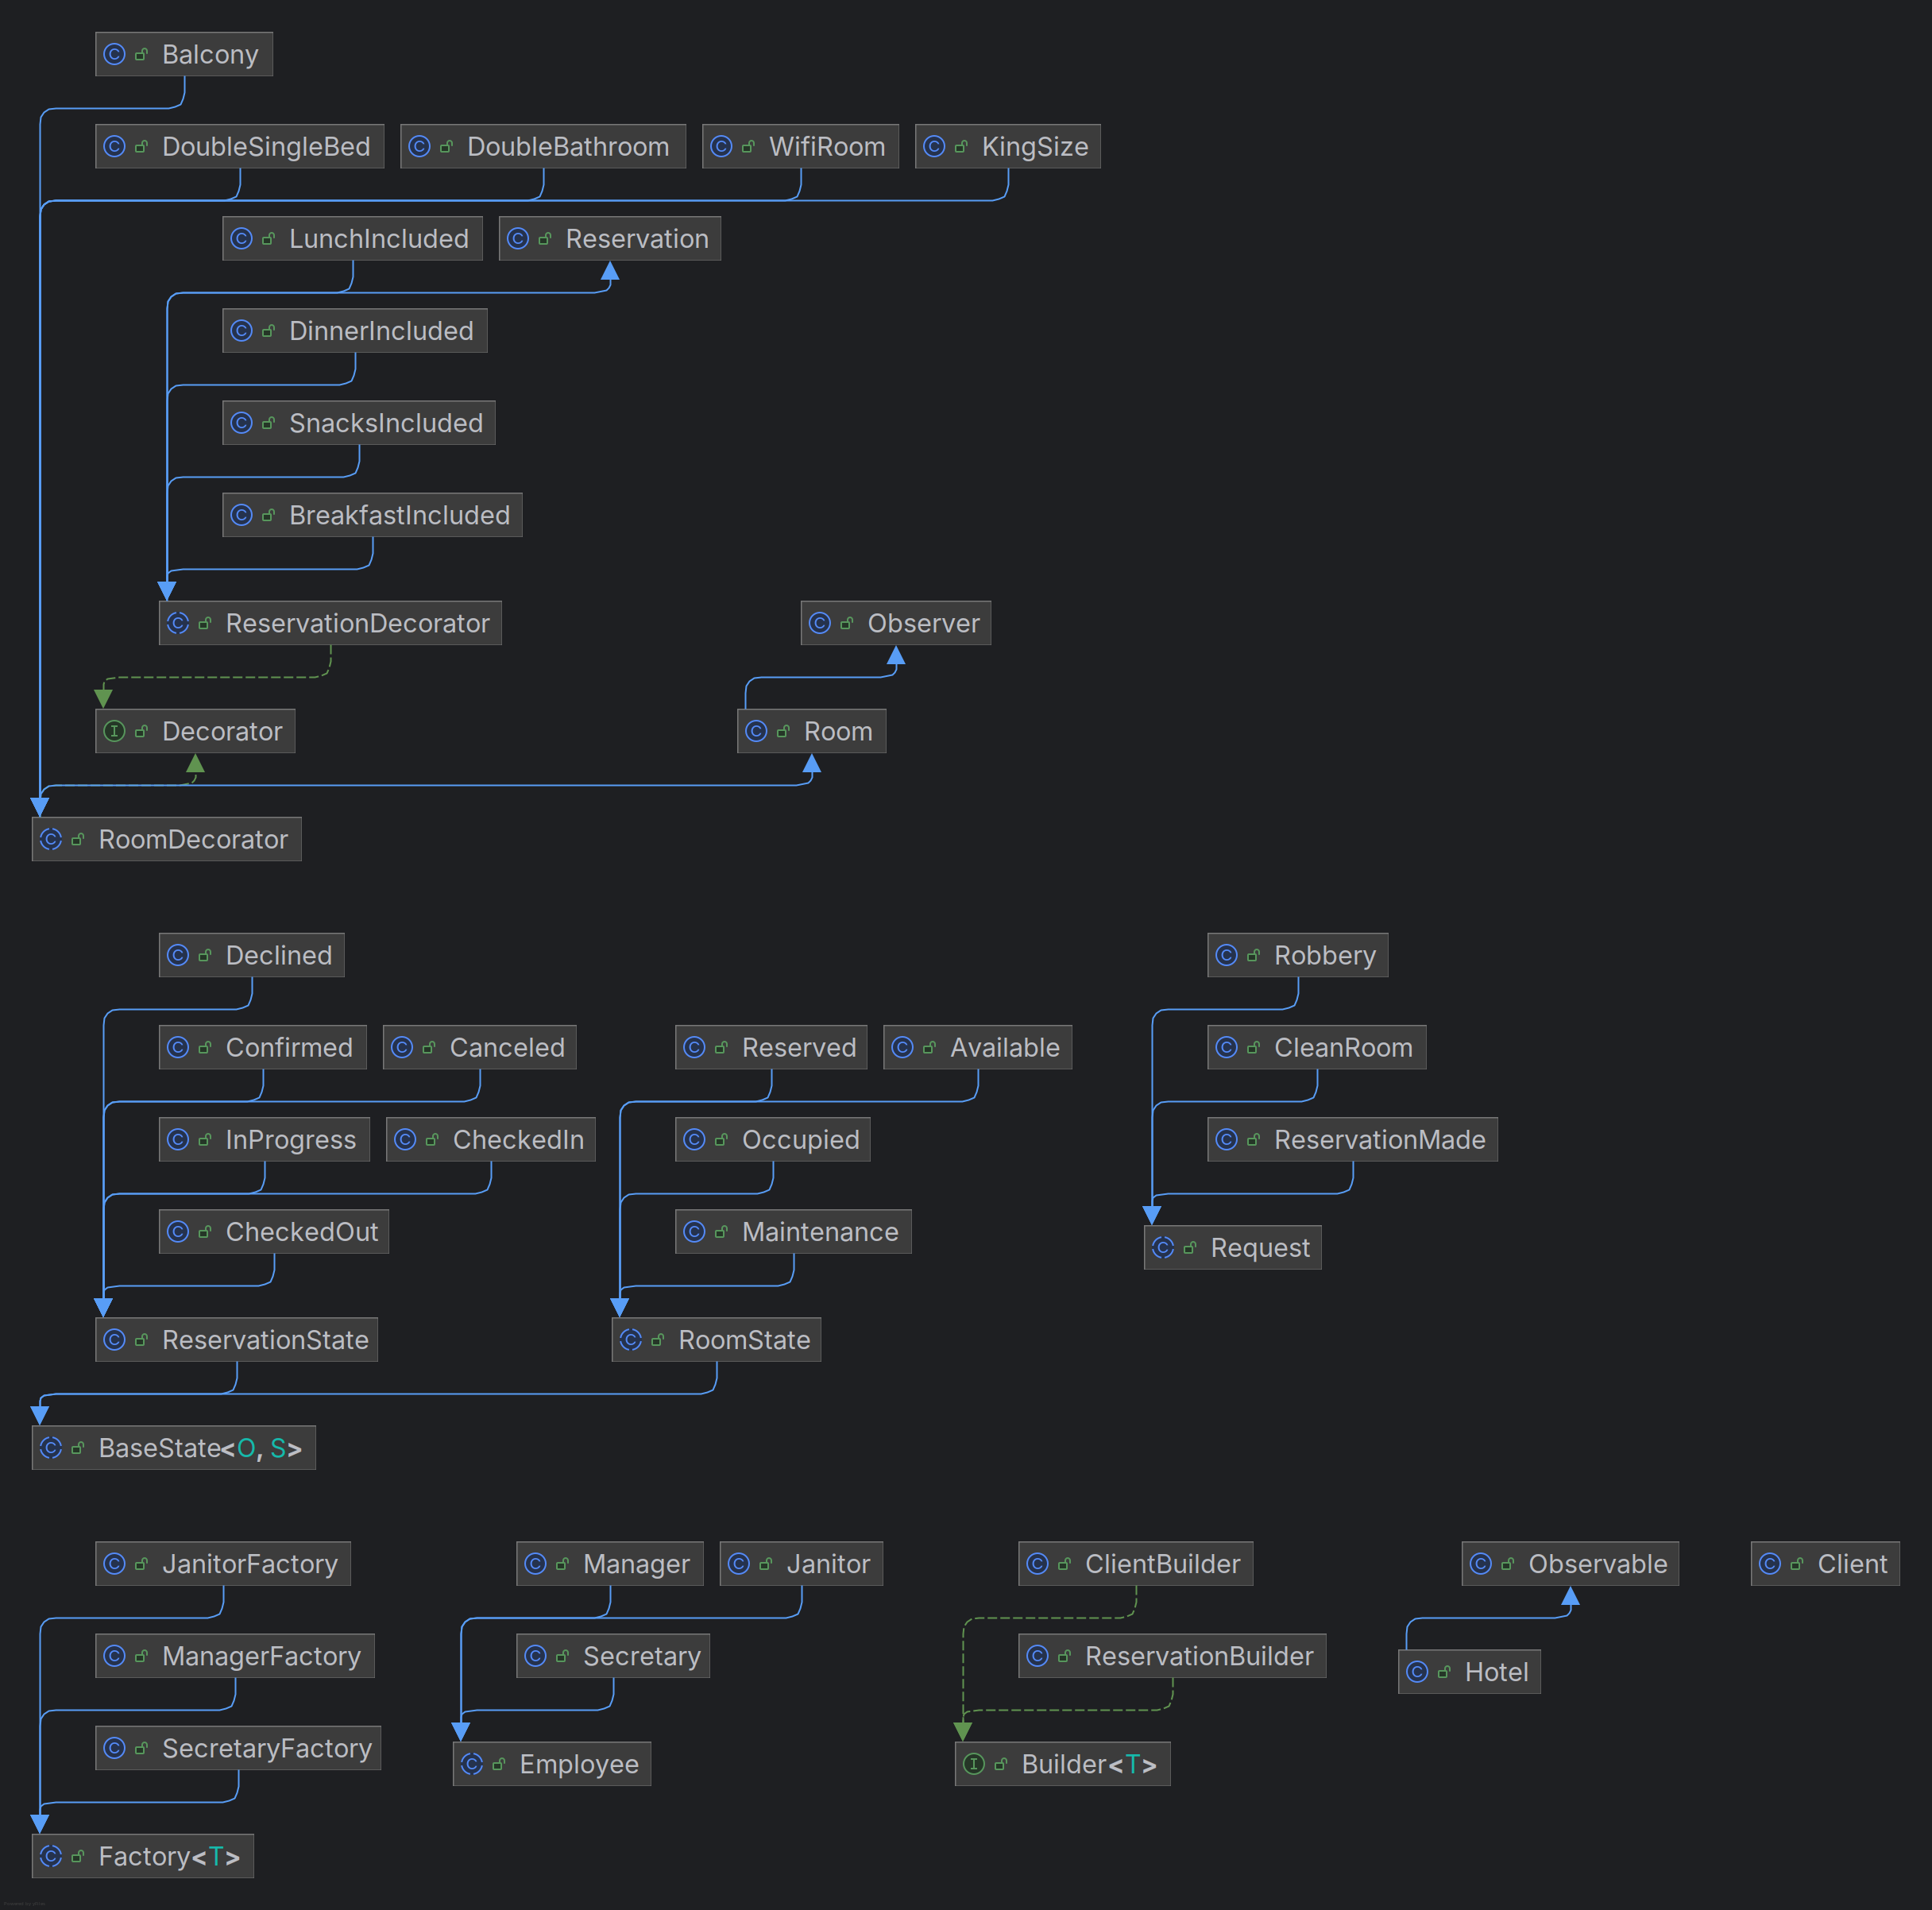 Balcony
DoubleSingleBed DoubleBathroom WifiRoom KingSize
LunchIncluded Reservation
DinnerIncluded
SnacksIncluded
BreakfastIncluded
ReservationDecorator Observer
Decorator Room
RoomDecorator
Declined Robbery
Confirmed Canceled Reserved Available CleanRoom
InProgress CheckedIn Occupied ReservationMade
CheckedOut Maintenance Request
ReservationState RoomState
BaseState<O, S>
JanitorFactory Manager Janitor ClientBuilder Observable Client
ManagerFactory Secretary ReservationBuilder Hotel
SecretaryFactory Employee Builder<T>
Factory<T>